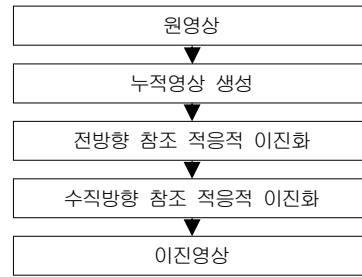 원영상
누적영상 생성
전방향 참조 적응적 이진화
수직방향 참조 적응적 이진화
이진영상